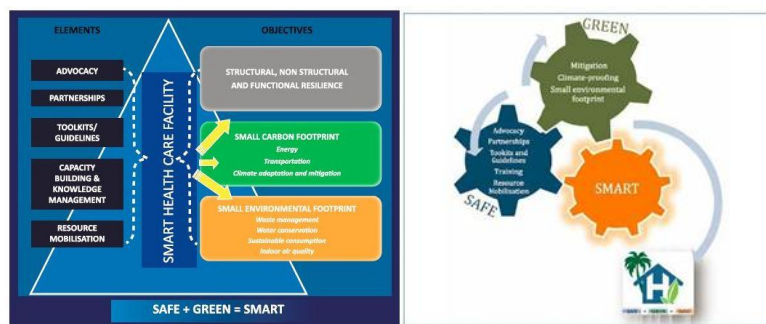 ELEMENTS
ADVOCACY
PARTNERSHIPS
TOOLKITS/
GUIDELINES
CAPACITY
BUILDING &
KNOWLEDGE
MANAGEMENT
RESOURCE
MOBILISATION
SMART HEALTH CARE FACILITY
OBJECTIVES
STRUCTURAL, NON STRUCTURAL
AND FUNCTIONAL RESILIENCE
SMALL CARBON FOOTPRINT
Energy
Transportation
Climate adaptation and mitigation
SMALL ENVIRONMENTAL FOOTPRINT
Waste management
Water conservation
Sustainable consumption
Indoor air quality
SAFE + GREEN = SMART
GREEN
Mitigation
Climate-proofing
Small environmental
footprint
Advocacy
Partnerships
Tookits and
Guidelines
Training
Resource
Mobilisation
SAFE
SMART
H